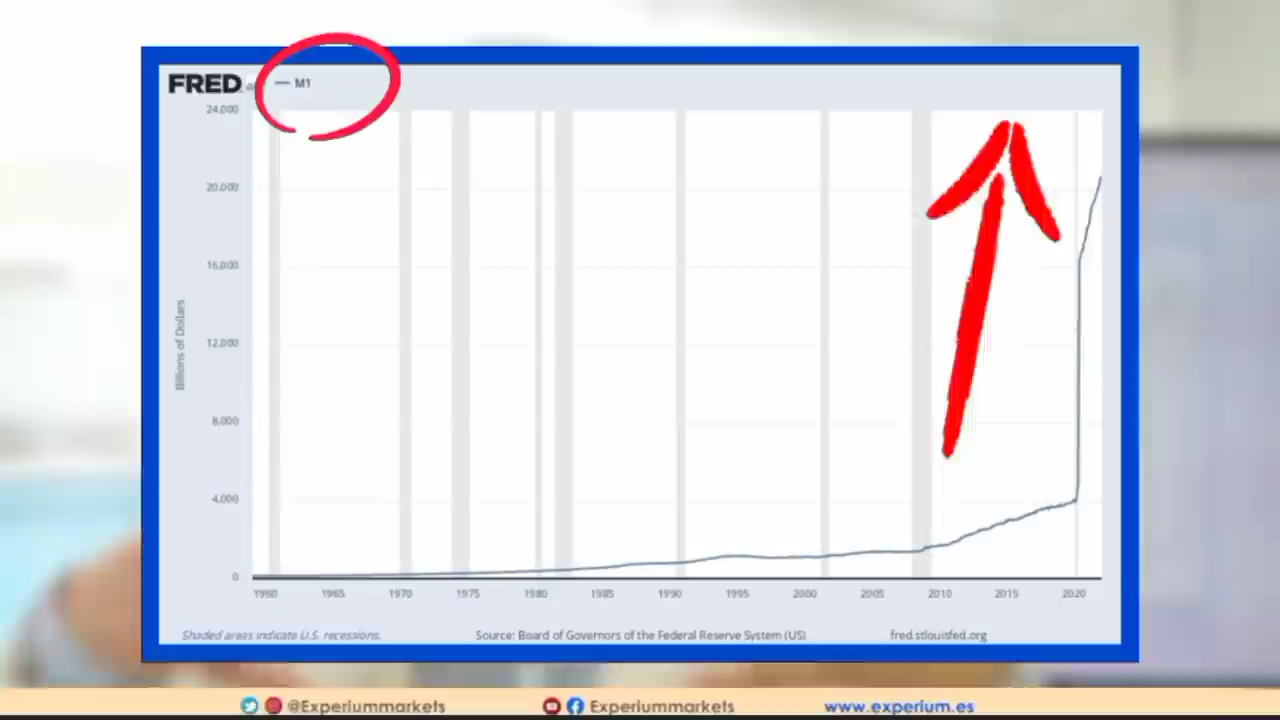 FRED
M1
24,000
20,000
16,000
12,000
8,000
4,000
0
Billions of Dollars
1960 1965 1970 1975 1980 1985 1990 1995 2000 2005 2010 2015 2020
Shaded areas indicate U.S. recessions.
Source: Board of Governors of the Federal Reserve System (US)
fred.stlouisfed.org
@Experiummarkets
Experiummarkets
www.experium.es